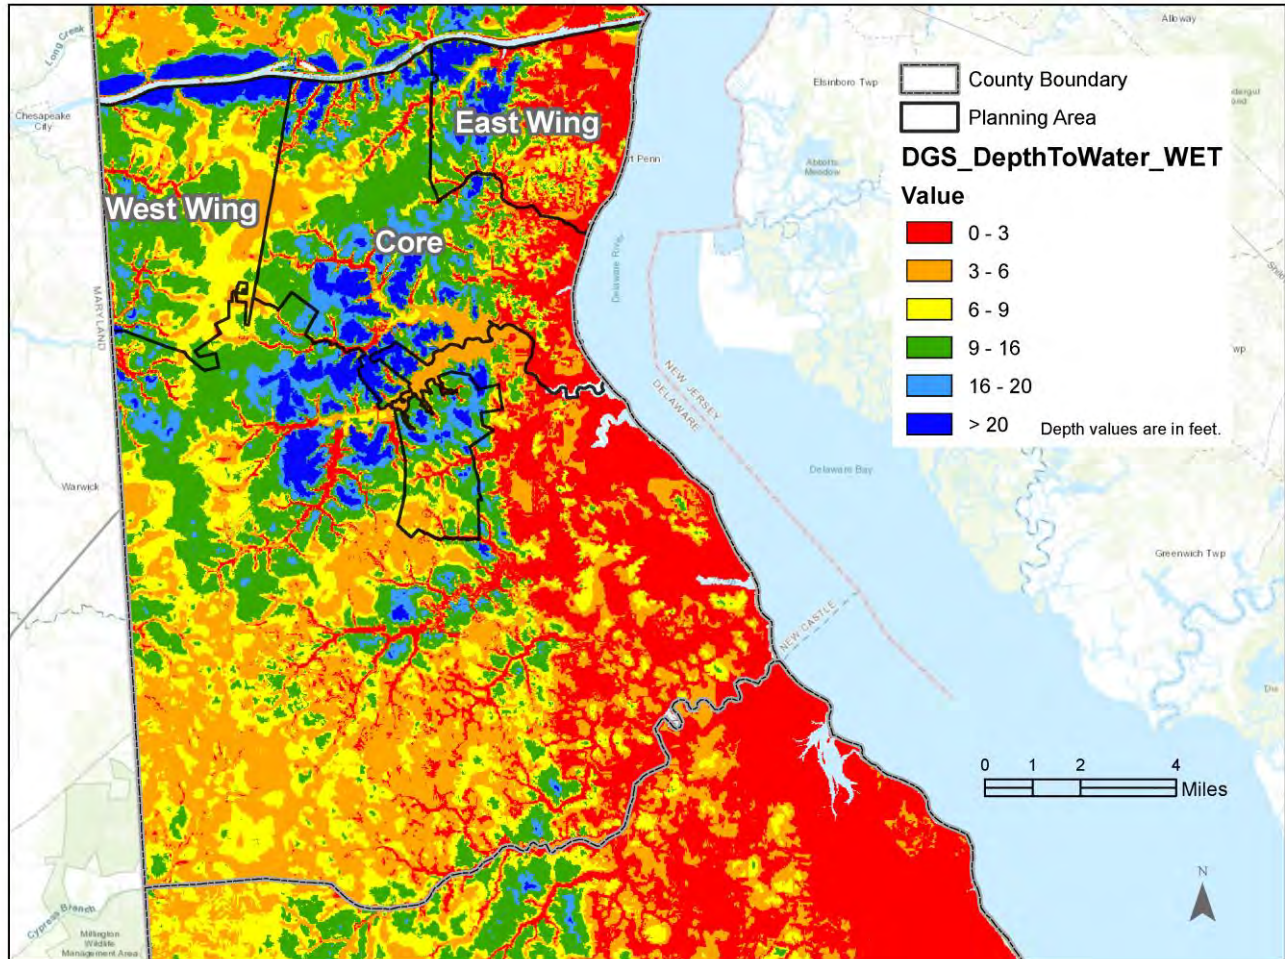 Long Creek
Alloway
Elsinboro Twp
County Boundary
Planning Area
DGS_DepthToWater_WET
Value
0 - 3
3 - 6
6 - 9
9 - 16
16 - 20
> 20
Depth values are in feet.
Chesapeake
City
East Wing
Penn
Abbotts
Meadow
West Wing
Core
Delaware River
MARYLAND
NEW JERSEY
DELAWARE
Delaware Bay
Warwick
Greenwich Twp
NEW CASTLE
0 1 2 4
Miles
N
Cypress Branch
Millington
Wildlife
Management Area